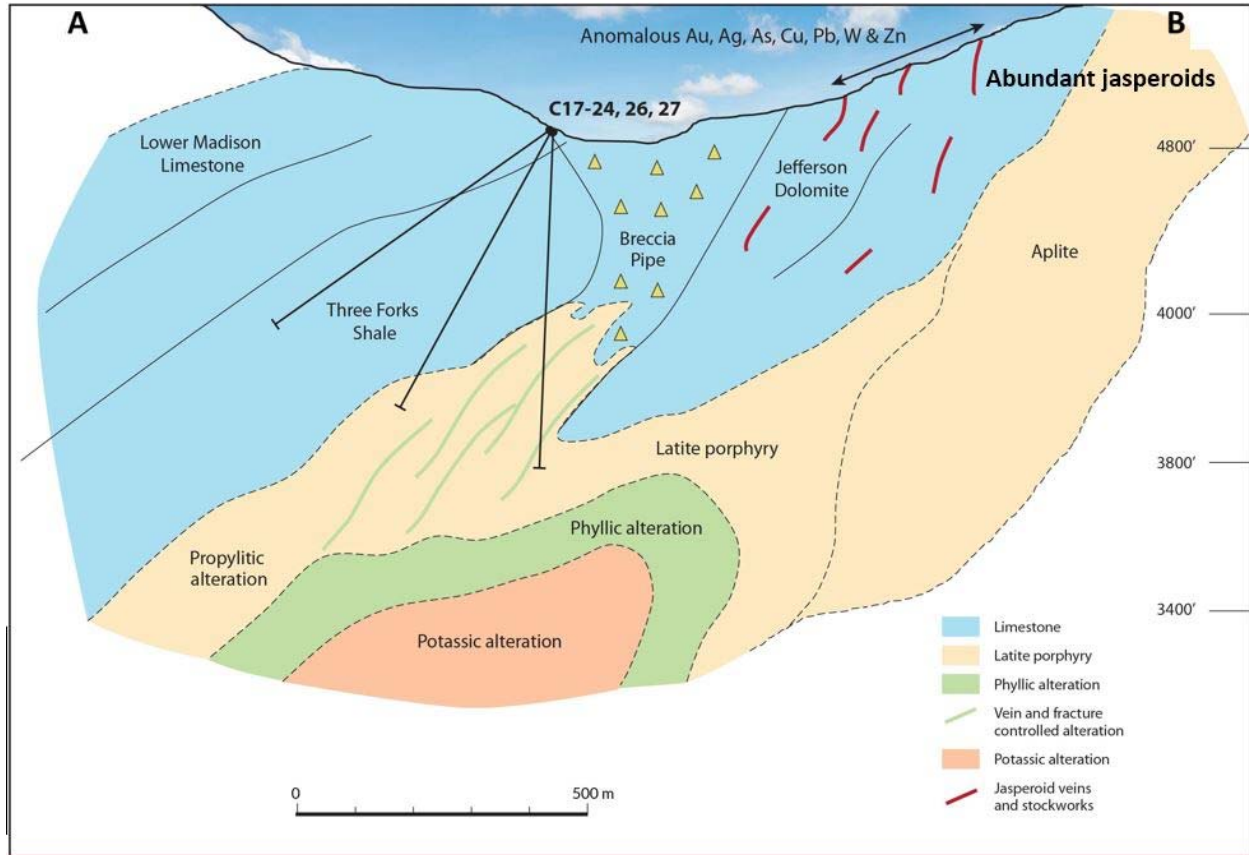 A
B
Anomalous Au, Ag, As, Cu, Pb, W & Zn
Abundant jasperoids
C17-24, 26, 27
Lower Madison
Limestone
4800'
Jefferson
Dolomite
Breccia
Pipe
Aplite
Three Forks
Shale
4000'
Latite porphyry
3800'
Phyllic alteration
Propylitic
alteration
Potassic alteration
3400'
Limestone
Latite porphyry
Phyllic alteration
Vein and fracture
controlled alteration
Potassic alteration
Jasperoid veins
and stockworks
0
500 m